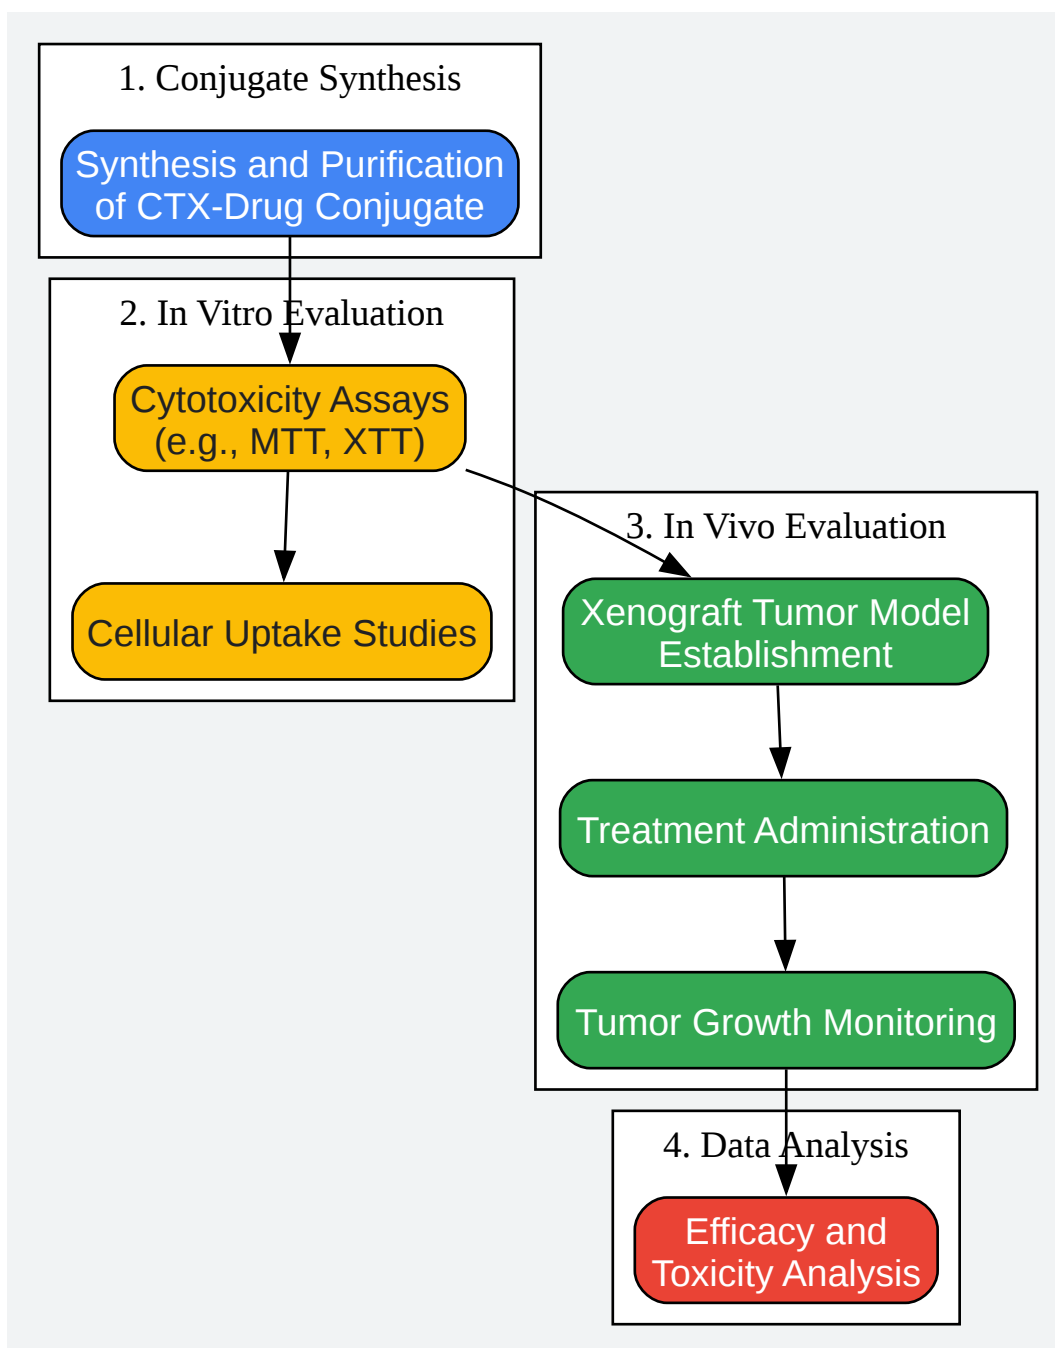 1. Conjugate Synthesis
Synthesis and Purification
of CTX-Drug Conjugate
2. In Vitro Evaluation
Cytotoxicity Assays
(e.g., MTT, XTT)
Cellular Uptake Studies
3. In Vivo Evaluation
Xenograft Tumor Model
Establishment
Treatment Administration
Tumor Growth Monitoring
4. Data Analysis
Efficacy and
Toxicity Analysis